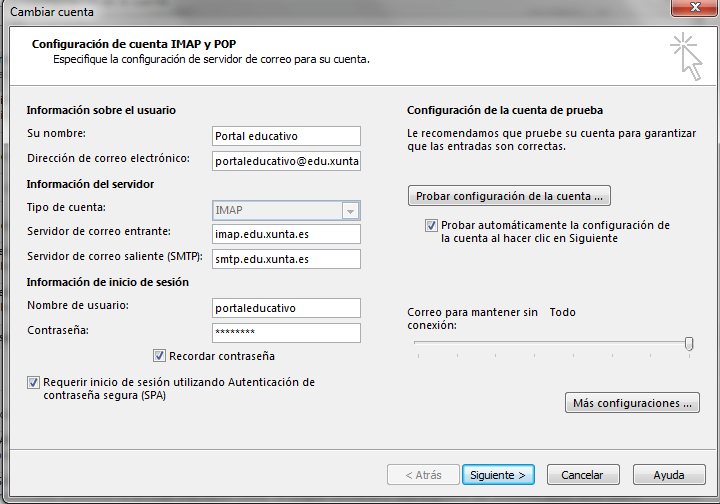 Cambiar cuenta
Configuración de cuenta IMAP y POP
Especifique la configuración de servidor de correo para su cuenta.
Información sobre el usuario
Su nombre:
Portal educativo
Dirección de correo electrónico:
portaleducativo@edu.xunta
Información del servidor
Tipo de cuenta:
IMAP
Servidor de correo entrante:
imap.edu.xunta.es
Servidor de correo saliente (SMTP):
smtp.edu.xunta.es
Información de inicio de sesión
Nombre de usuario:
portaleducativo
Contraseña:
********
Recordar contraseña
Requerir inicio de sesión utilizando Autenticación de
contraseña segura (SPA)
Configuración de la cuenta de prueba
Le recomendamos que pruebe su cuenta para garantizar
que las entradas son correctas.
Probar configuración de la cuenta ...
Probar automáticamente la configuración de
la cuenta al hacer clic en Siguiente
Correo para mantener sin Todo
conexión:
Más configuraciones ...
< Atrás
Siguiente >
Cancelar
Ayuda